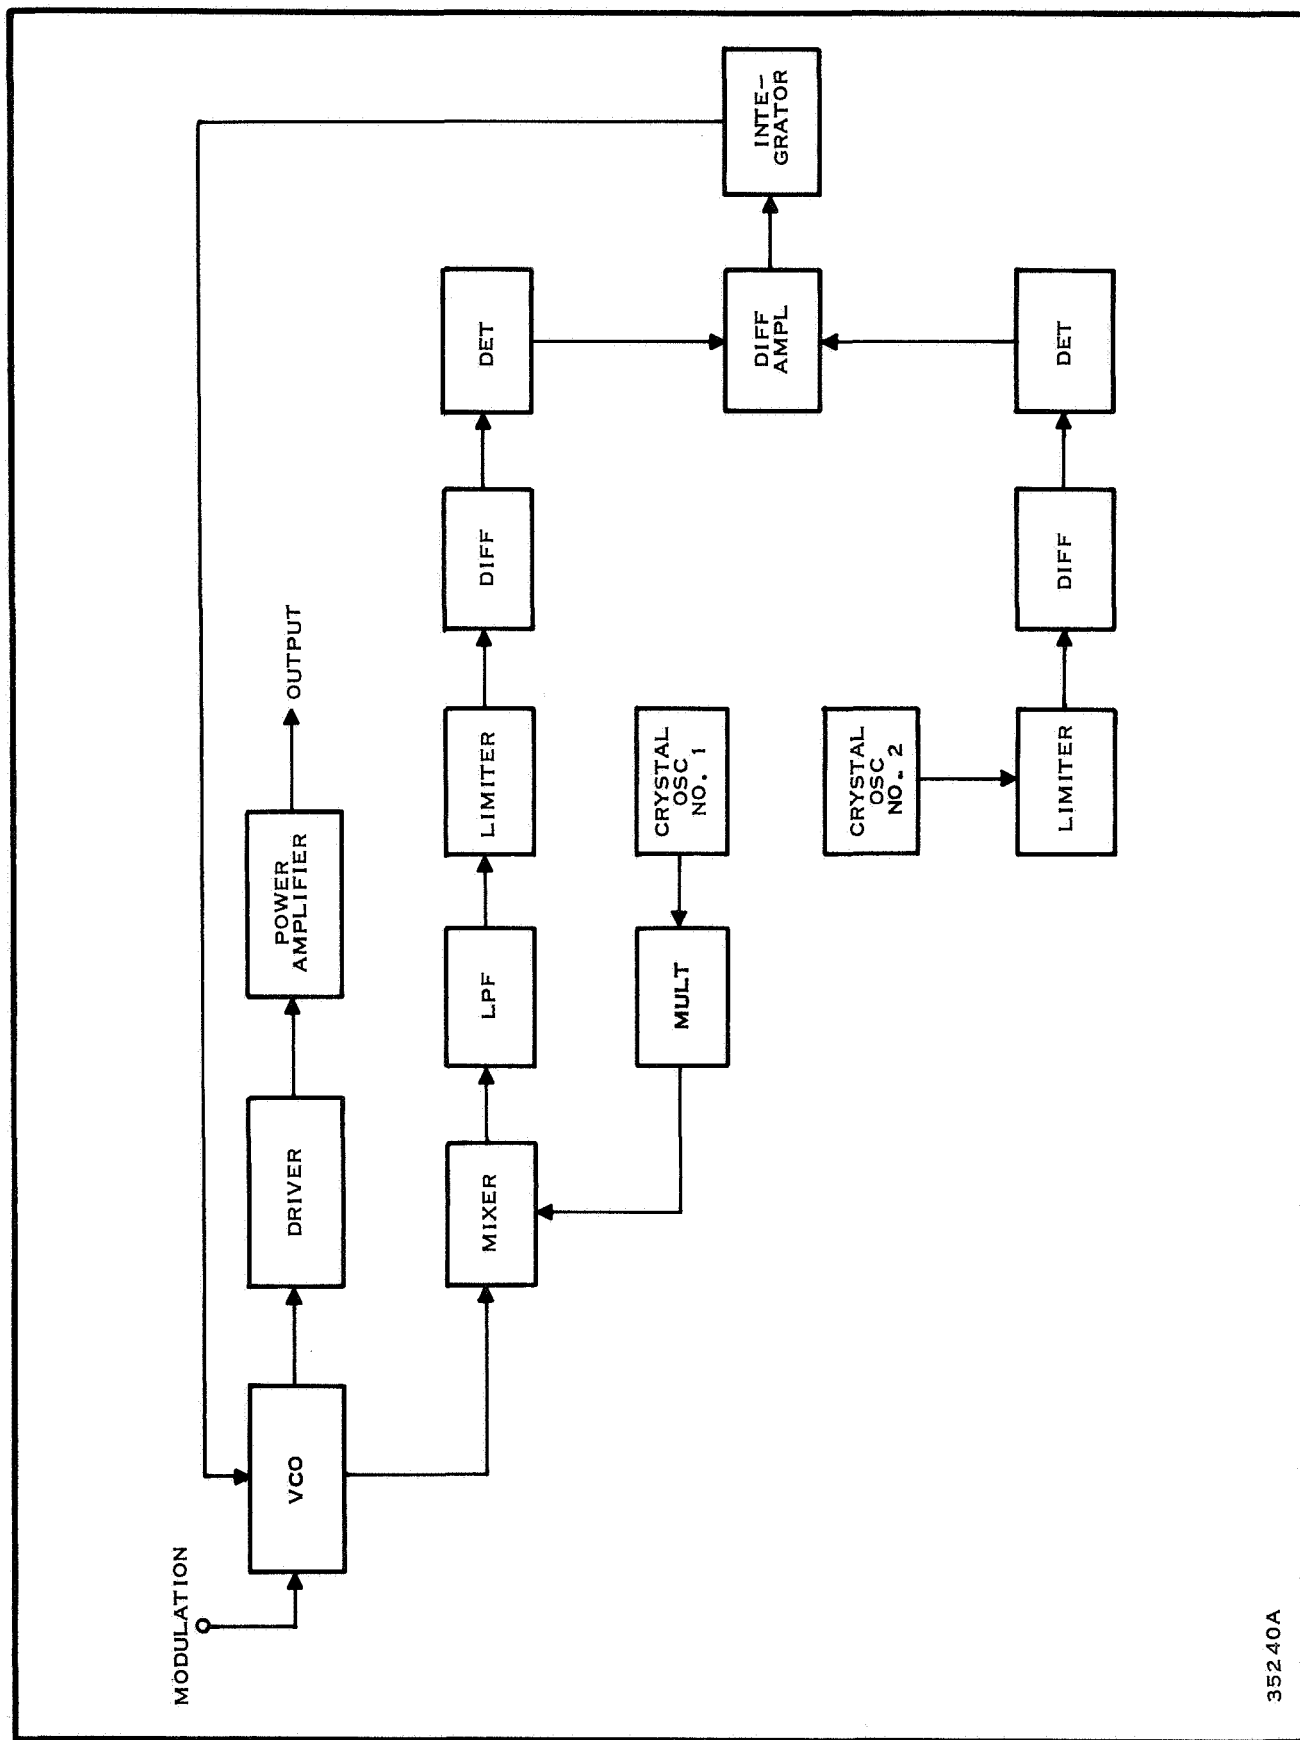 MODULATION
VCO
DRIVER
POWER
AMPLIFIER
OUTPUT
MIXER
LPF
LIMITER
DIFF
DET
MULT
CRYSTAL
OSC
NO. 1
DIFF
AMPL
INTE-
GRATOR
CRYSTAL
OSC
NO. 2
LIMITER
DIFF
DET
35240A